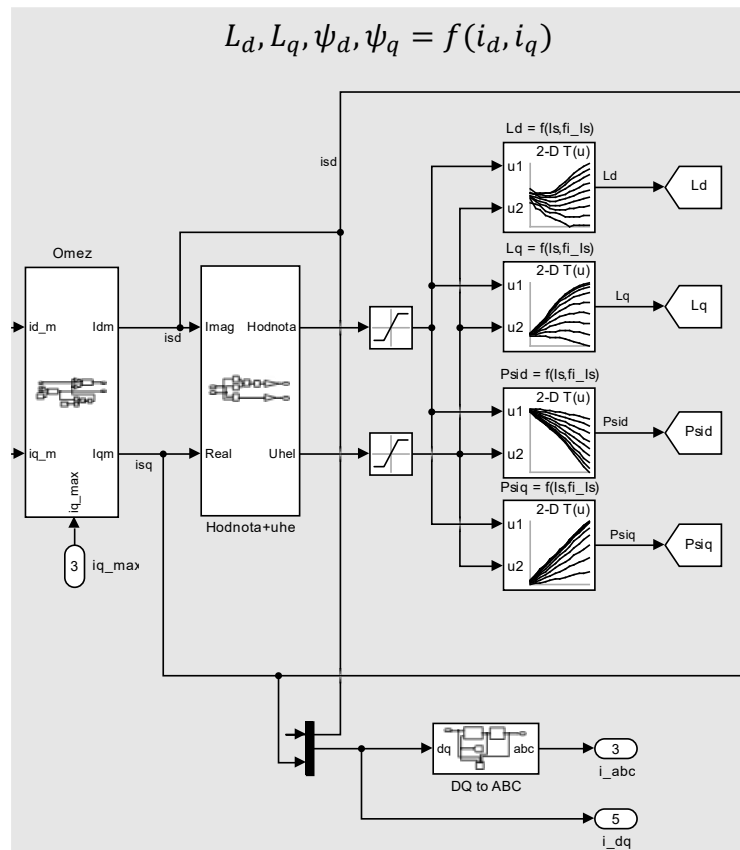 L_d, L_q, ψ_d, ψ_q = f(i_d, i_q)
Ld = f(Is,fi_Is)
2-D T(u)
u1
u2
Ld
Ld
isd
Omez
id_m
Idm
iq_m
Iqm
iq_max
isd
isq
3
iq_max
Imag
Hodnota
Real
Uhel
Hodnota+uhe
Lq = f(Is,fi_Is)
2-D T(u)
u1
u2
Lq
Lq
Psid = f(Is,fi_Is)
2-D T(u)
u1
u2
Psid
Psid
Psiq = f(Is,fi_Is)
2-D T(u)
u1
u2
Psiq
Psiq
dq
abc
DQ to ABC
3
i_abc
5
i_dq